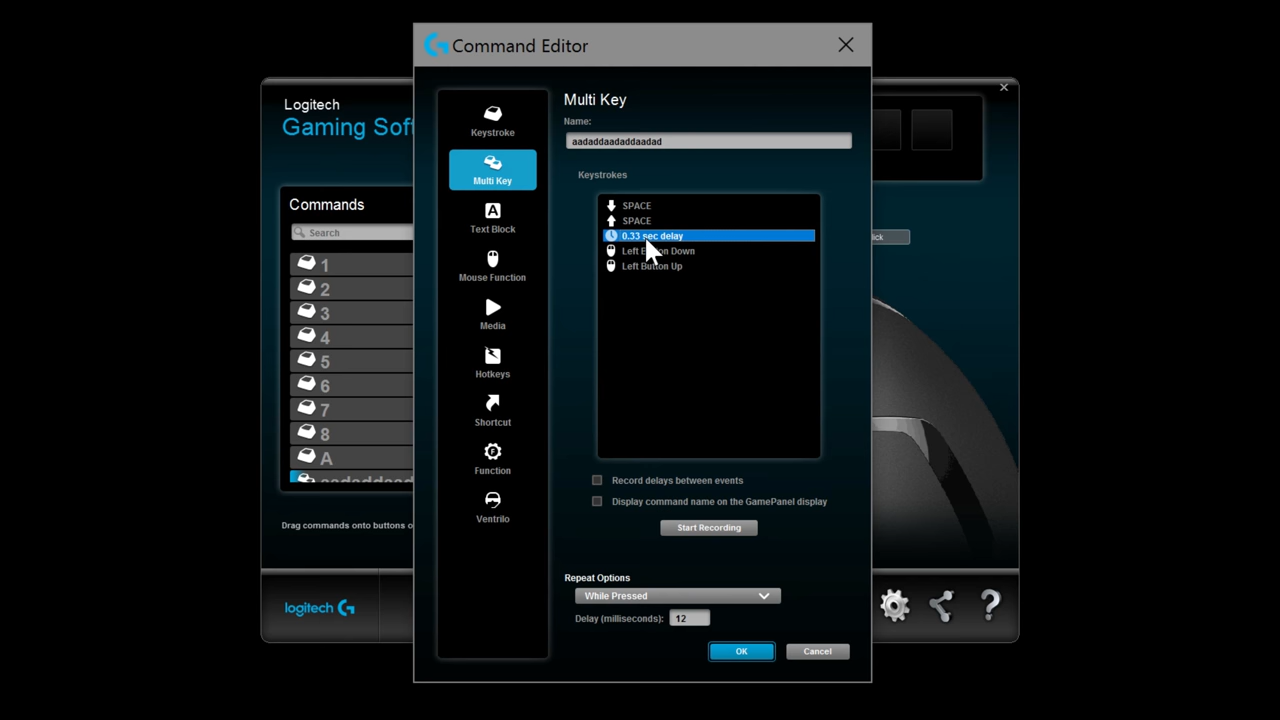 Command Editor
Logitech
Gaming Soft
Commands
Search
1
2
3
4
5
6
7
8
A
Drag commands onto buttons o
logitech
Keystroke
Multi Key
Text Block
Mouse Function
Media
Hotkeys
Shortcut
Function
Ventrilo
Multi Key
Name:
aadaddaadaddaadad
Keystrokes
SPACE
SPACE
0.33 sec delay
Left Button Down
Left Button Up
Record delays between events
Display command name on the GamePanel display
Start Recording
Repeat Options
While Pressed
Delay (milliseconds): 12
OK
Cancel
lick